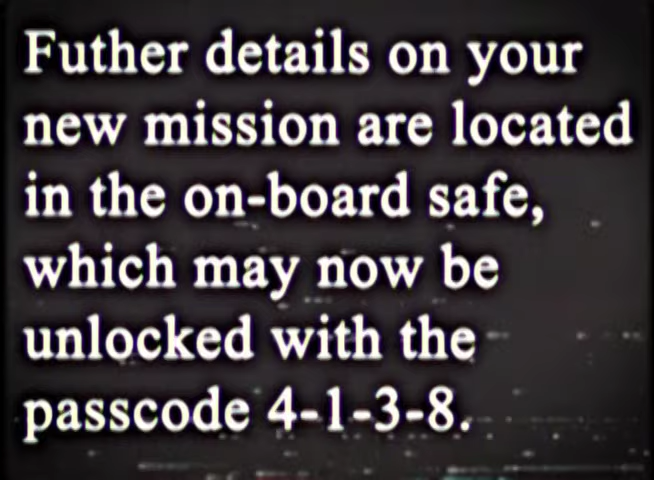 Futher details on your
new mission are located
in the on-board safe,
which may now be
unlocked with the
passcode 4-1-3-8.